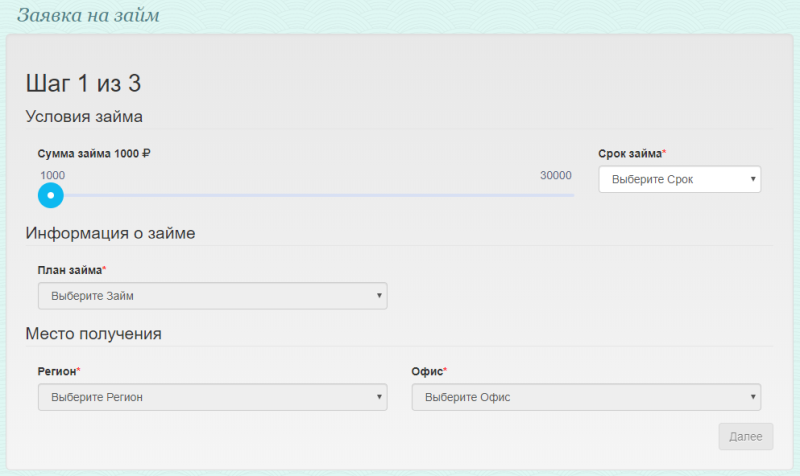 Заявка на займ
Шаг 1 из 3
Условия займа
Сумма займа 1000 ₽
Срок займа*
1000
30000
Выберите Срок
Информация о займе
План займа*
Выберите Займ
Место получения
Регион*
Офис*
Выберите Регион
Выберите Офис
Далее